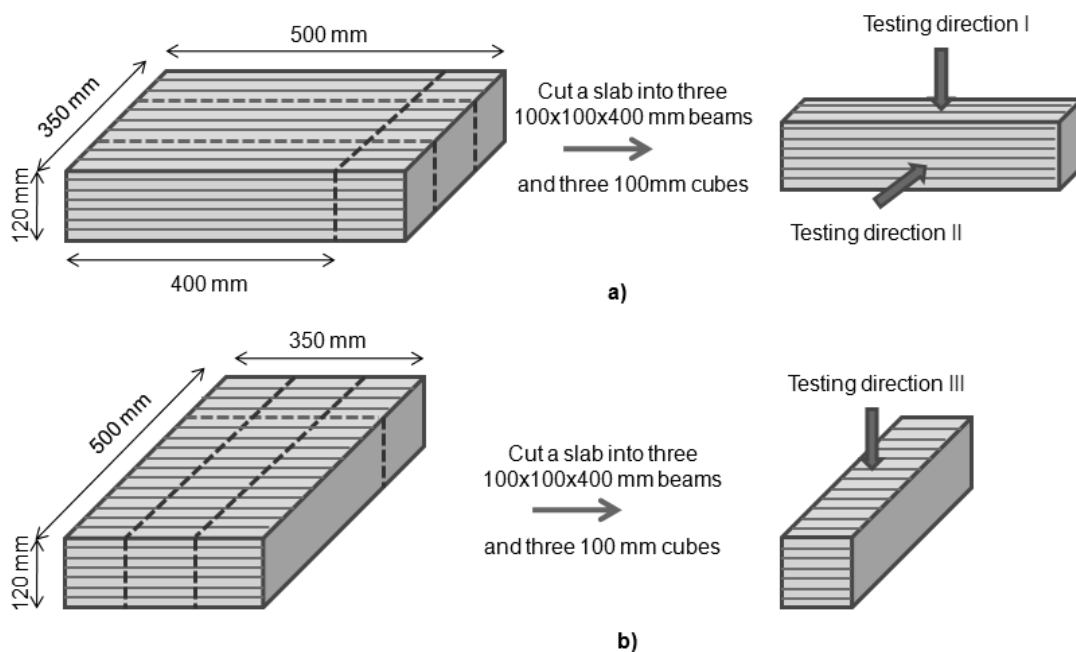 500 mm
350 mm
120 mm
400 mm
Cut a slab into three
100x100x400 mm beams
and three 100mm cubes
Testing direction I
Testing direction II
a)
350 mm
500 mm
120 mm
Cut a slab into three
100x100x400 mm beams
and three 100 mm cubes
Testing direction III
b)